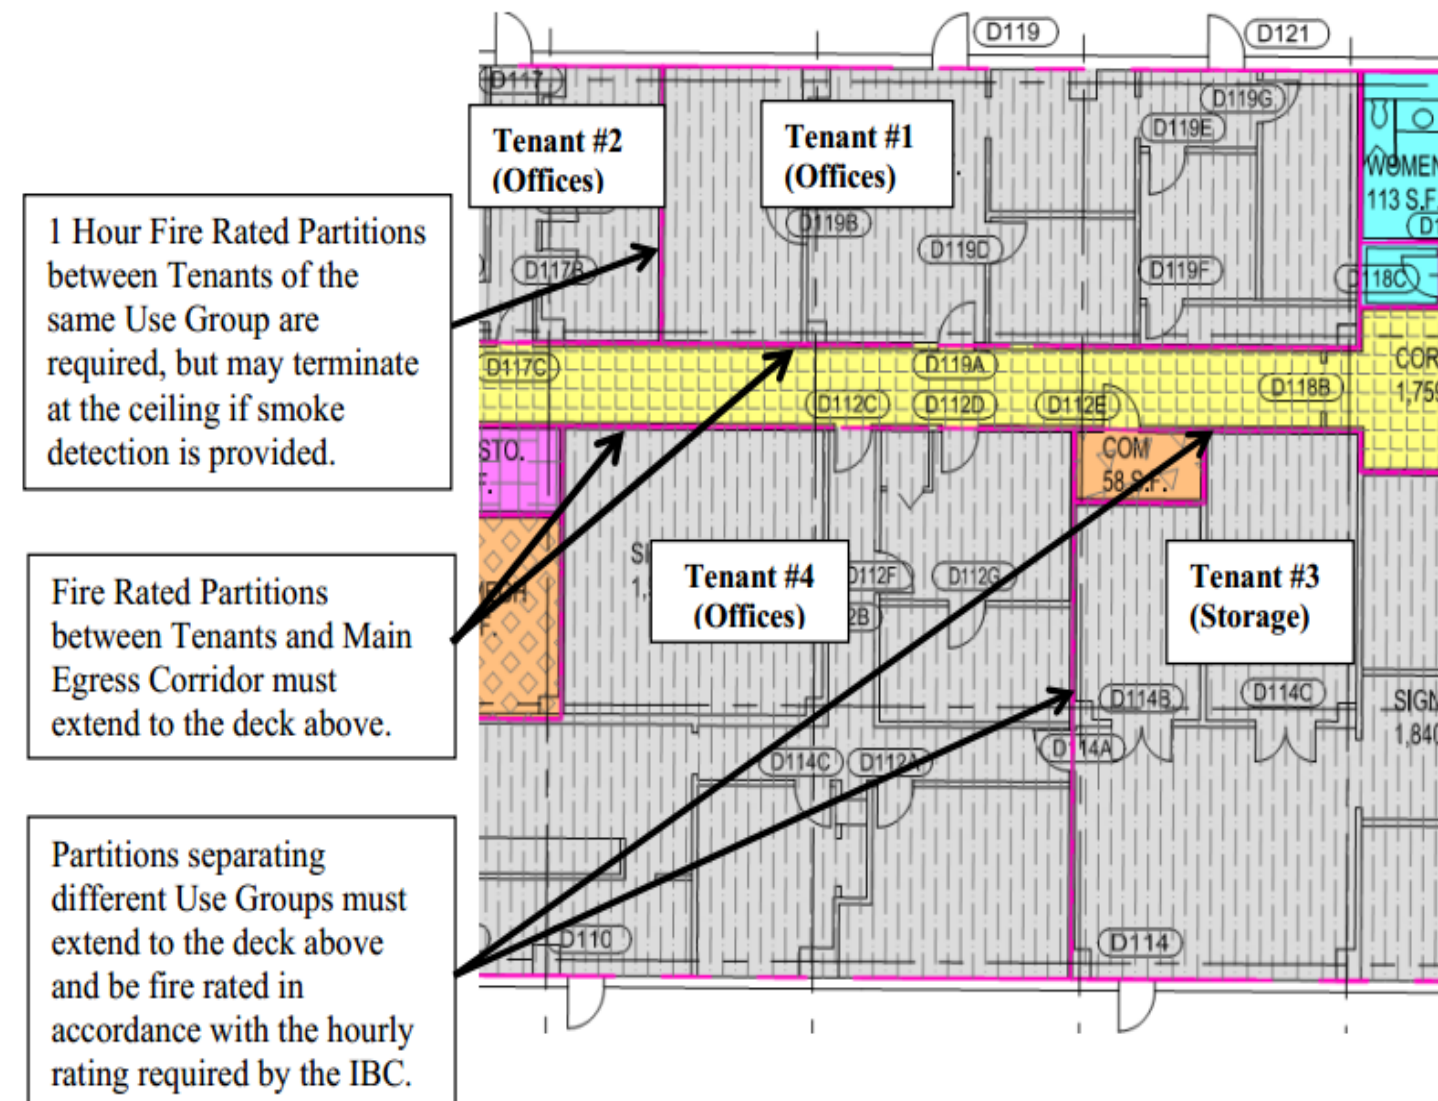 D119
D121
D117
D119G
D119E
Tenant #2
(Offices)
Tenant #1
(Offices)
WOMEN
113 S.F.
1 Hour Fire Rated Partitions
between Tenants of the
same Use Group are
required, but may terminate
at the ceiling if smoke
detection is provided.
D119B
D119D
D117B
D119F
D118C
D117C
D119A
D118B
COR
1,759
D112C
D112D
D112E
STO.
F.
COM
58 S.F.
Fire Rated Partitions
between Tenants and Main
Egress Corridor must
extend to the deck above.
Tenant #4
(Offices)
D112F
D112G
2B
Tenant #3
(Storage)
D114B
D114C
SIGN
1,840
D114A
D114C
D112A
Partitions separating
different Use Groups must
extend to the deck above
and be fire rated in
accordance with the hourly
rating required by the IBC.
D110
D114